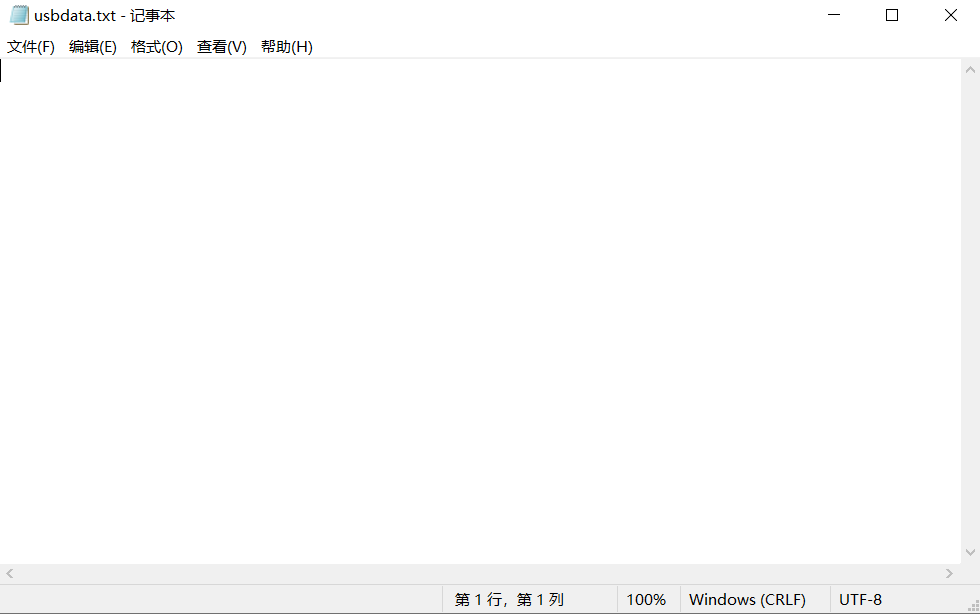 usbdata.txt - 记事本
文件(F) 编辑(E) 格式(O) 查看(V) 帮助(H)
第 1 行，第 1 列 100% Windows (CRLF) UTF-8